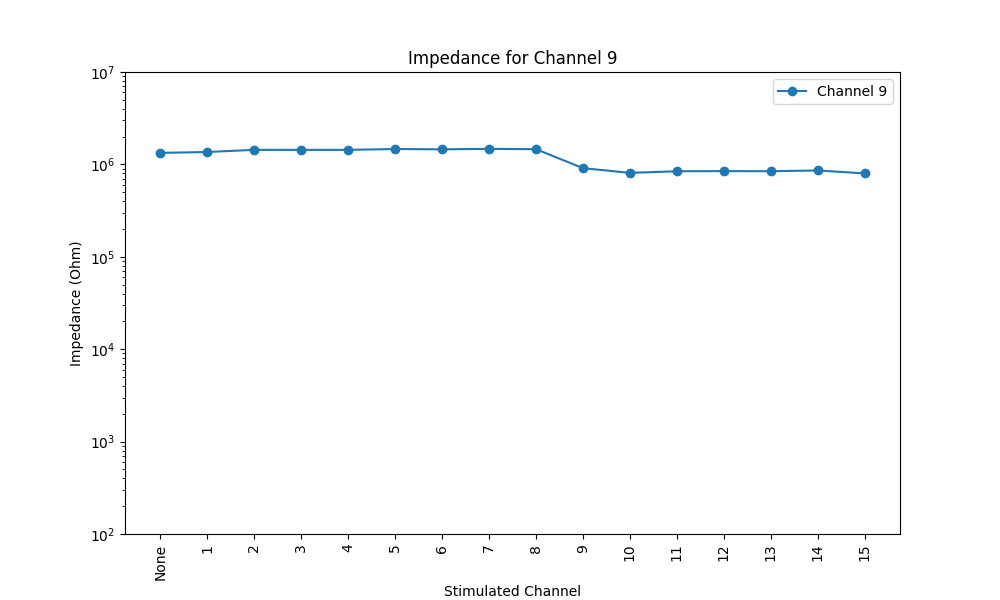 Impedance for Channel 9
Channel 9
Impedance (Ohm)
10^7
10^6
10^5
10^4
10^3
10^2
None 1 2 3 4 5 6 7 8 9 10 11 12 13 14 15
Stimulated Channel